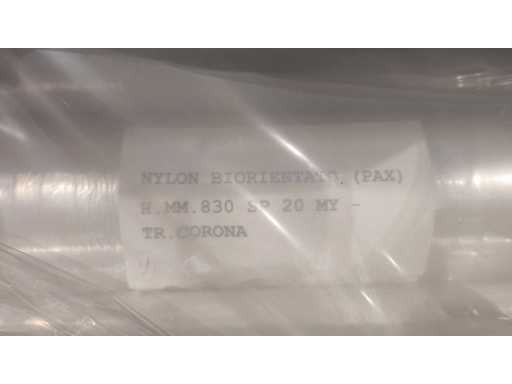 NYLON BIORIENTATO (PAX)
H.MM.830 SP 20 MY -
TR.CORONA